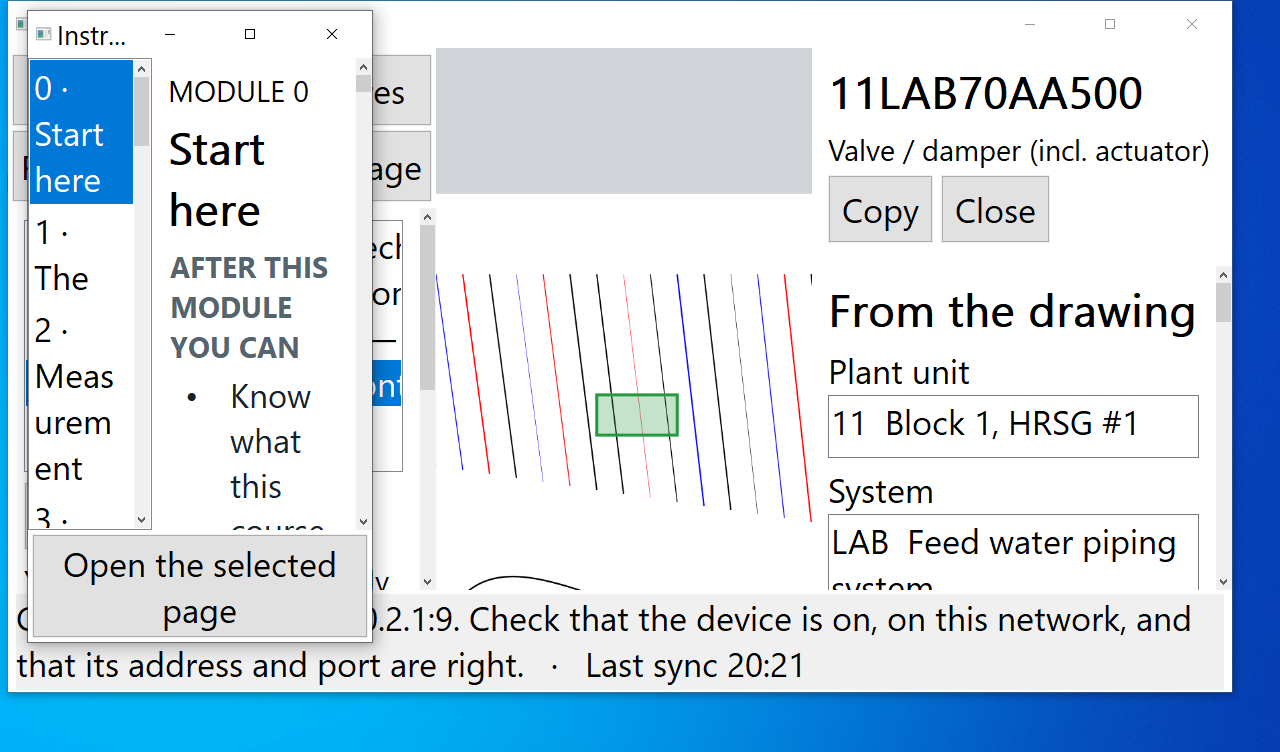 Instr...
0 ·
Start
here
1 ·
The
2 ·
Meas
urem
ent
3 ·
MODULE 0
Start
here
AFTER THIS
MODULE
YOU CAN
• Know
what
this
course
Open the selected
page
11LAB70AA500
Valve / damper (incl. actuator)
Copy
Close
From the drawing
Plant unit
11 Block 1, HRSG #1
System
LAB Feed water piping
system
0.2.1:9. Check that the device is on, on this network, and
that its address and port are right. · Last sync 20:21